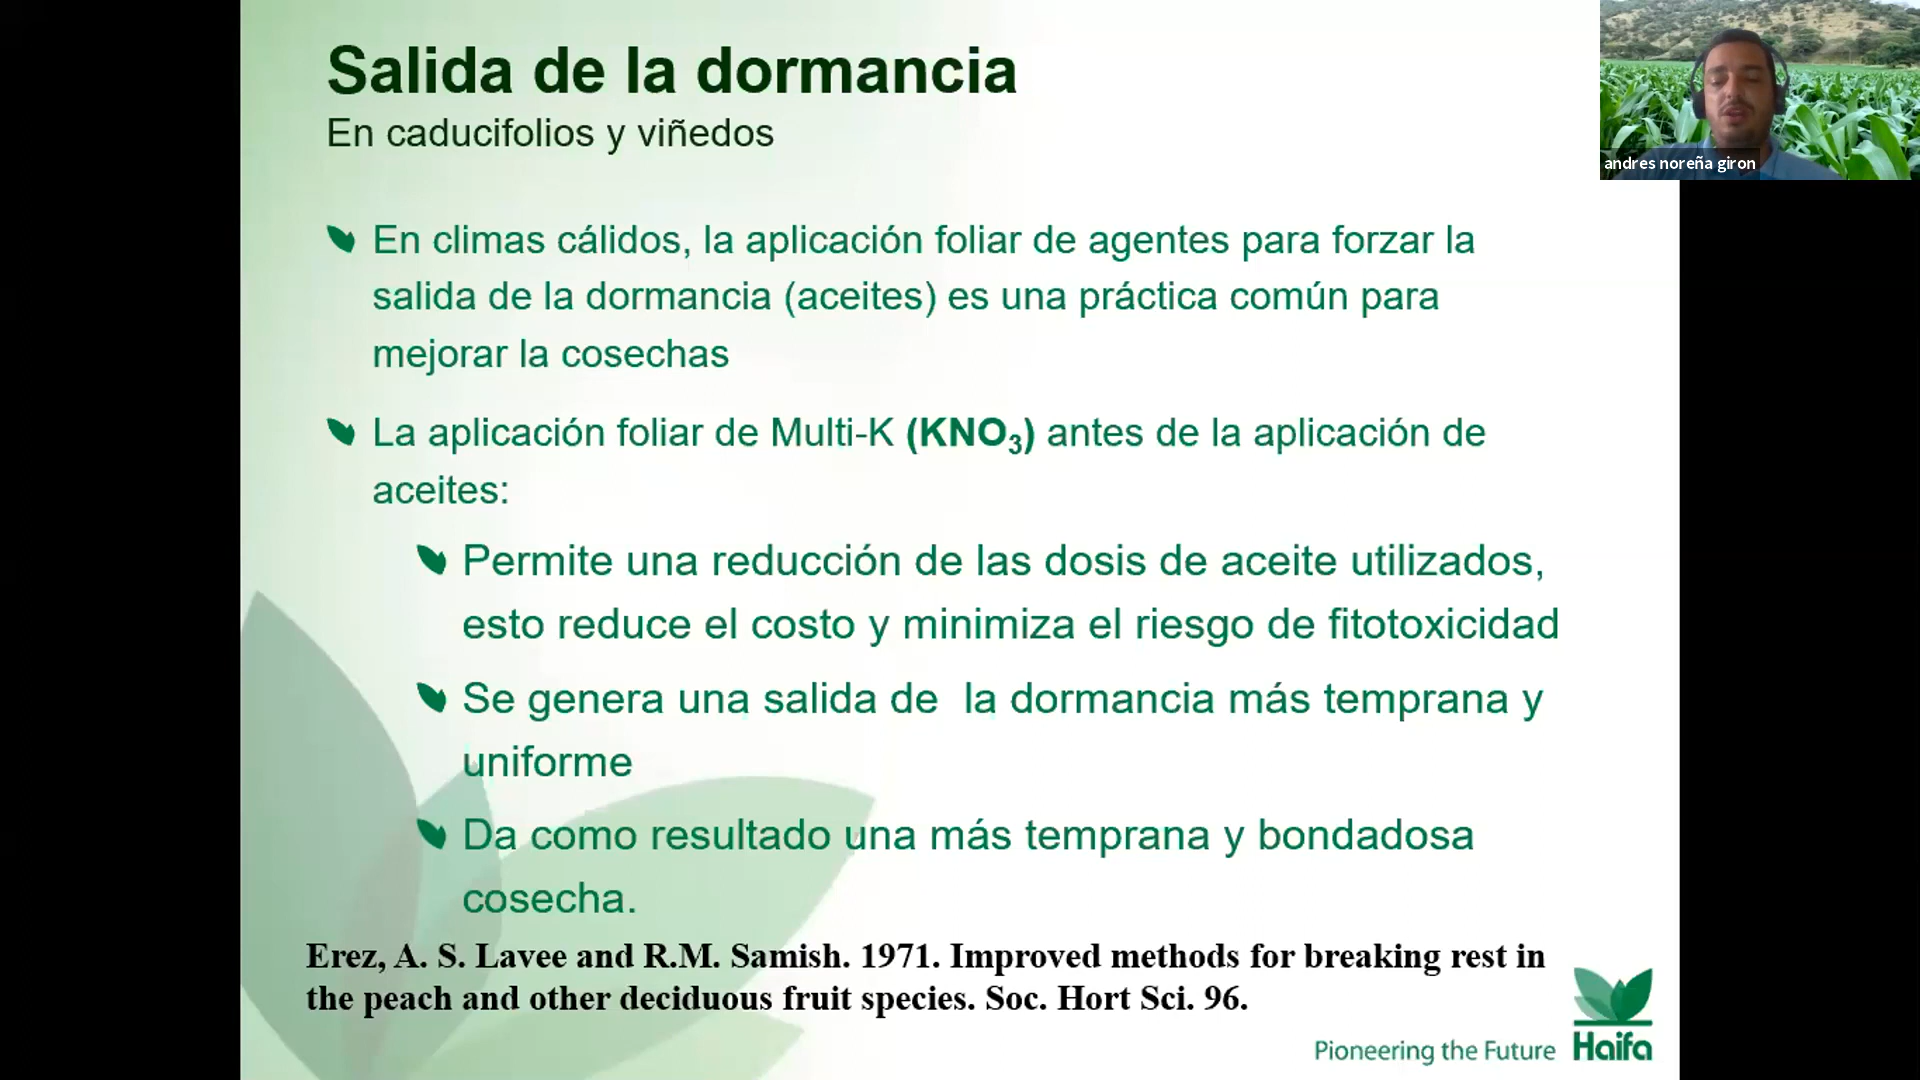 Salida de la dormancia
En caducifolios y viñedos
andres noreña giron
En climas cálidos, la aplicación foliar de agentes para forzar la
salida de la dormancia (aceites) es una práctica común para
mejorar la cosechas
La aplicación foliar de Multi-K (KNO₃) antes de la aplicación de
aceites:
Permite una reducción de las dosis de aceite utilizados,
esto reduce el costo y minimiza el riesgo de fitotoxicidad
Se genera una salida de la dormancia más temprana y
uniforme
Da como resultado una más temprana y bondadosa
cosecha.
Erez, A. S. Lavee and R.M. Samish. 1971. Improved methods for breaking rest in
the peach and other deciduous fruit species. Soc. Hort Sci. 96.
Pioneering the Future
Haifa